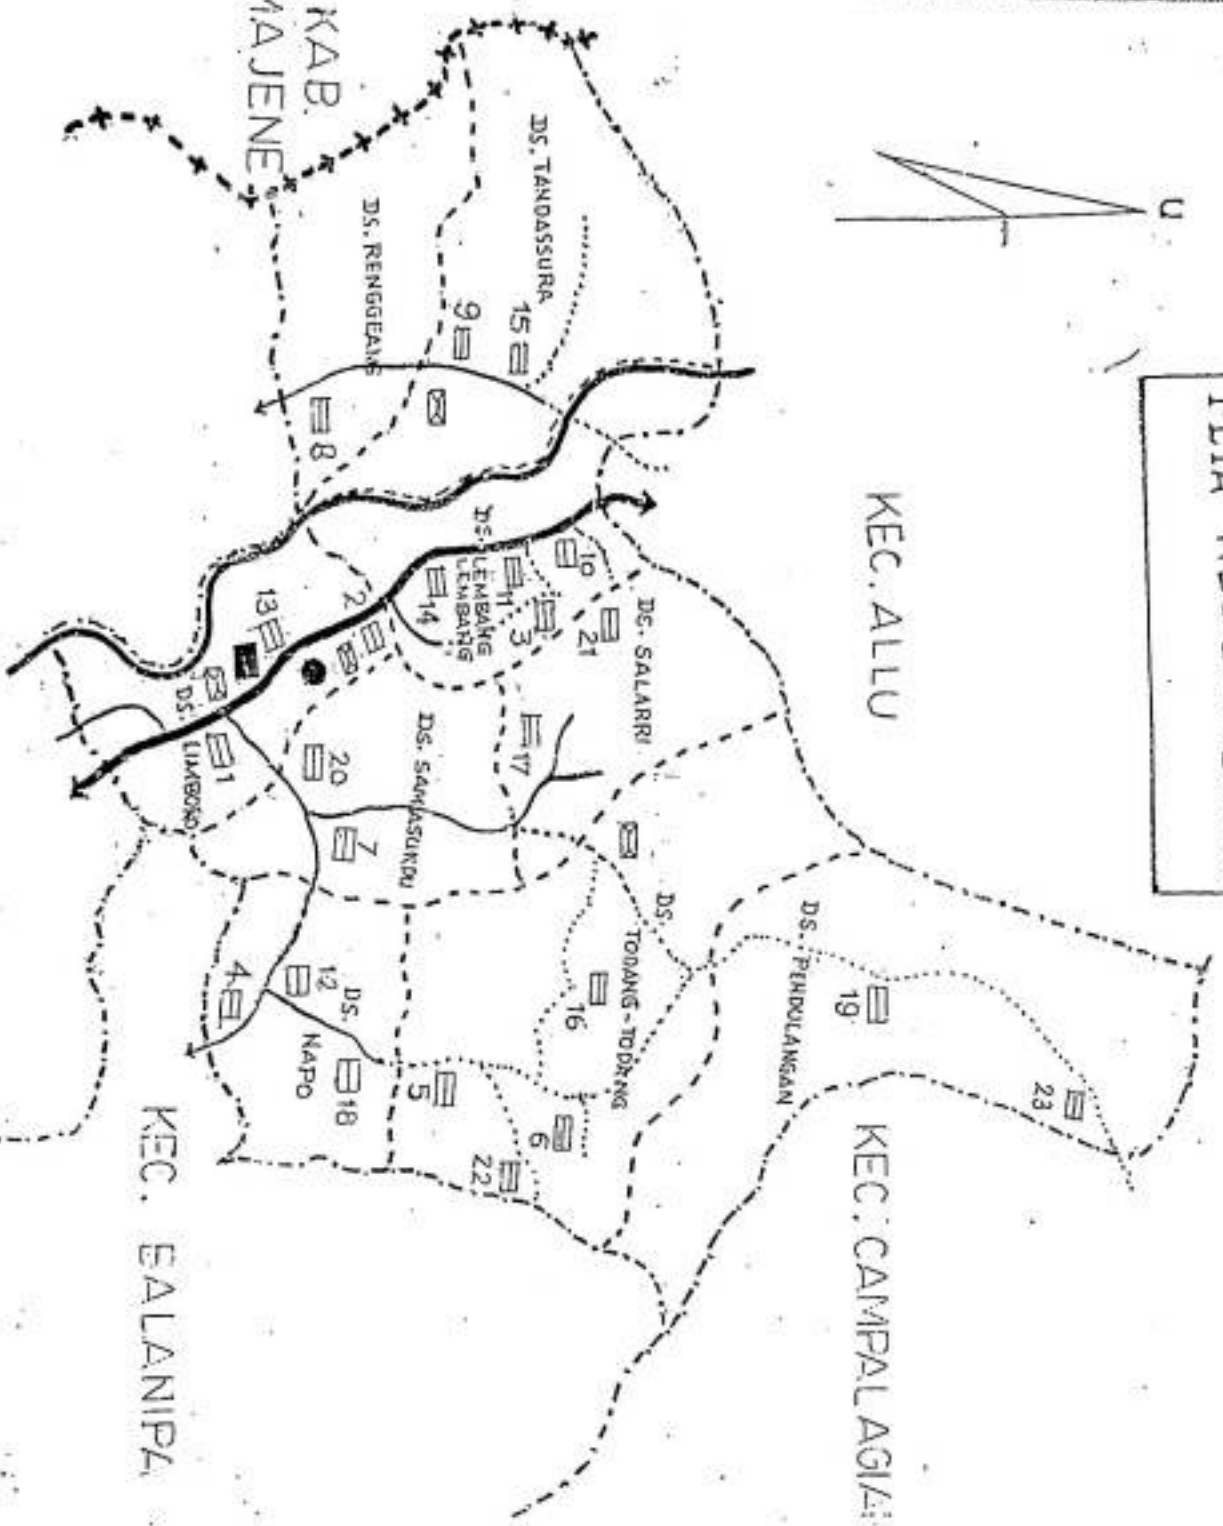 U
KEC. ALLU
KAB.
MAJENE
DS. TANDASSURA
DS. RENGGEANG
15
9
8
DS. LEMBANG
LEMBANG
10
11
3
21
14
2
13
DS. SALARRI
17
DS. SAMASUNDU
20
7
DS.
LIMBORO
1
DS.
TODANG-TODANG
16
DS. PENDULANGAN
19
23
DS.
NAPO
12
4
18
5
6
22
KEC. CAMPALAGIA
KEC. BALANIPA